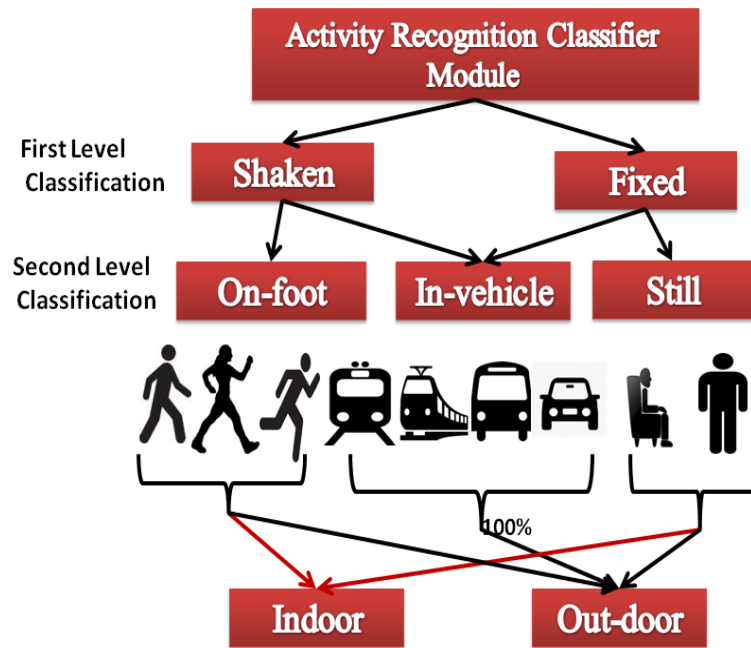 Activity Recognition Classifier
Module
First Level
Classification
Shaken
Fixed
Second Level
Classification
On-foot
In-vehicle
Still
100%
Indoor
Out-door